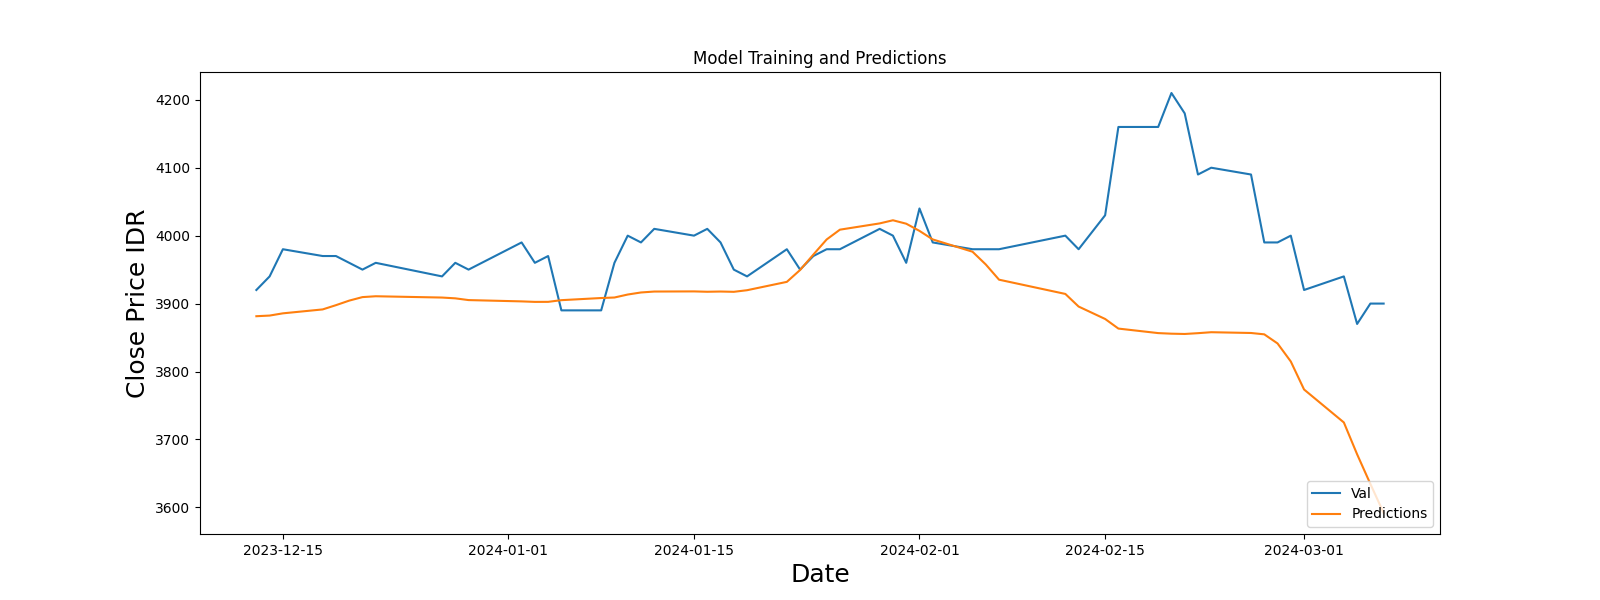 Model Training and Predictions
Close Price IDR
4200
4100
4000
3900
3800
3700
3600
2023-12-15
2024-01-01
2024-01-15
2024-02-01
2024-02-15
2024-03-01
Date
Val
Predictions